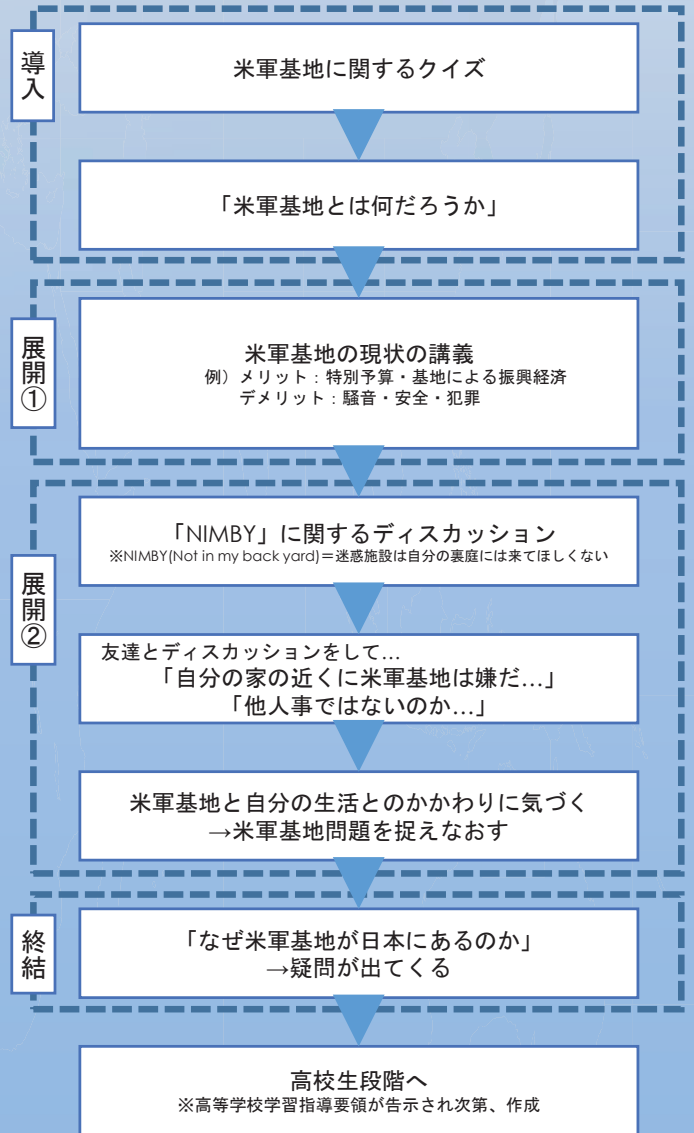 導入
米軍基地に関するクイズ
「米軍基地とは何だろうか」
展開①
米軍基地の現状の講義
例）メリット：特別予算・基地による振興経済
デメリット：騒音・安全・犯罪
展開②
「NIMBY」に関するディスカッション
※NIMBY(Not in my back yard)＝迷惑施設は自分の裏庭には来てほしくない
友達とディスカッションをして…
「自分の家の近くに米軍基地は嫌だ…」
「他人事ではないのか…」
米軍基地と自分の生活とのかかわりに気づく
→米軍基地問題を捉えなおす
終結
「なぜ米軍基地が日本にあるのか」
→疑問が出てくる
高校生段階へ
※高等学校学習指導要領が告示され次第、作成